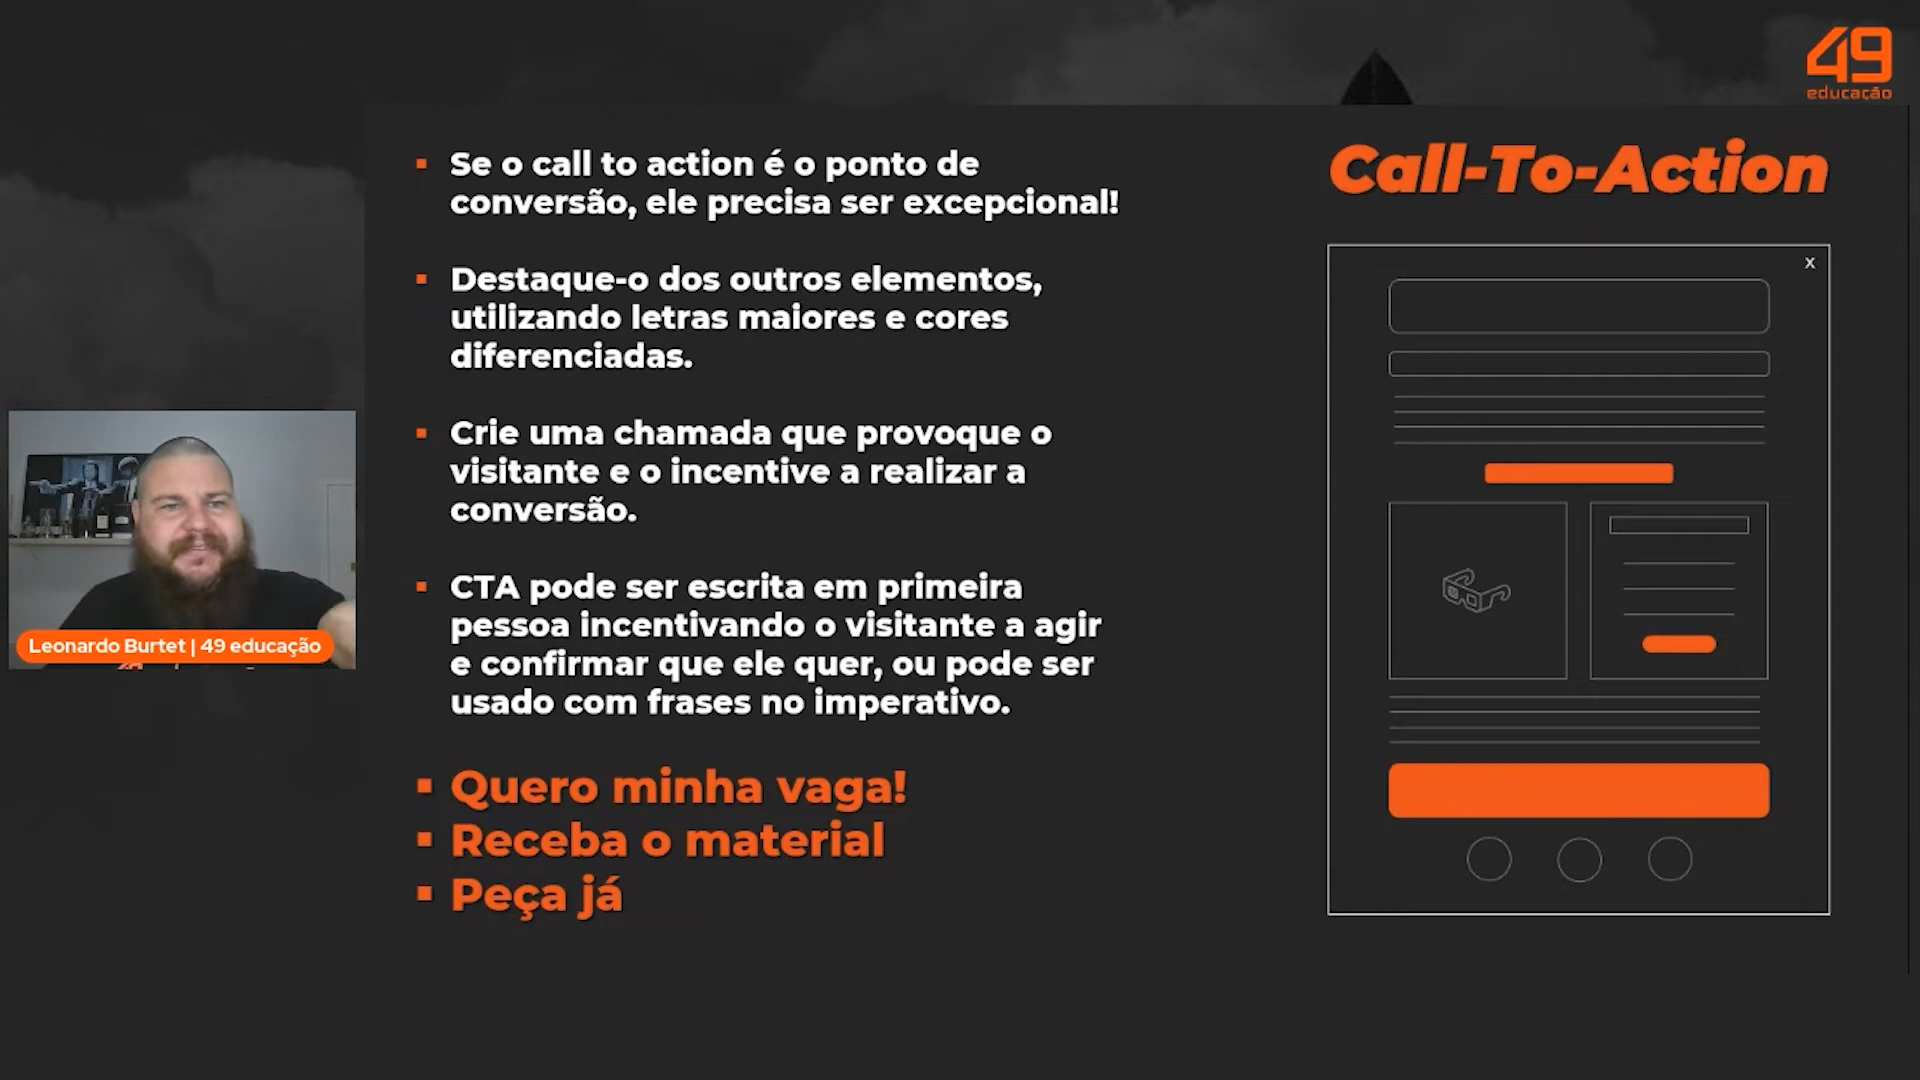 49
educação
Call-To-Action
▪ Se o call to action é o ponto de
conversão, ele precisa ser excepcional!
▪ Destaque-o dos outros elementos,
utilizando letras maiores e cores
diferenciadas.
▪ Crie uma chamada que provoque o
visitante e o incentive a realizar a
conversão.
▪ CTA pode ser escrita em primeira
pessoa incentivando o visitante a agir
e confirmar que ele quer, ou pode ser
usado com frases no imperativo.
▪ Quero minha vaga!
▪ Receba o material
▪ Peça já
x
Leonardo Burtet | 49 educação